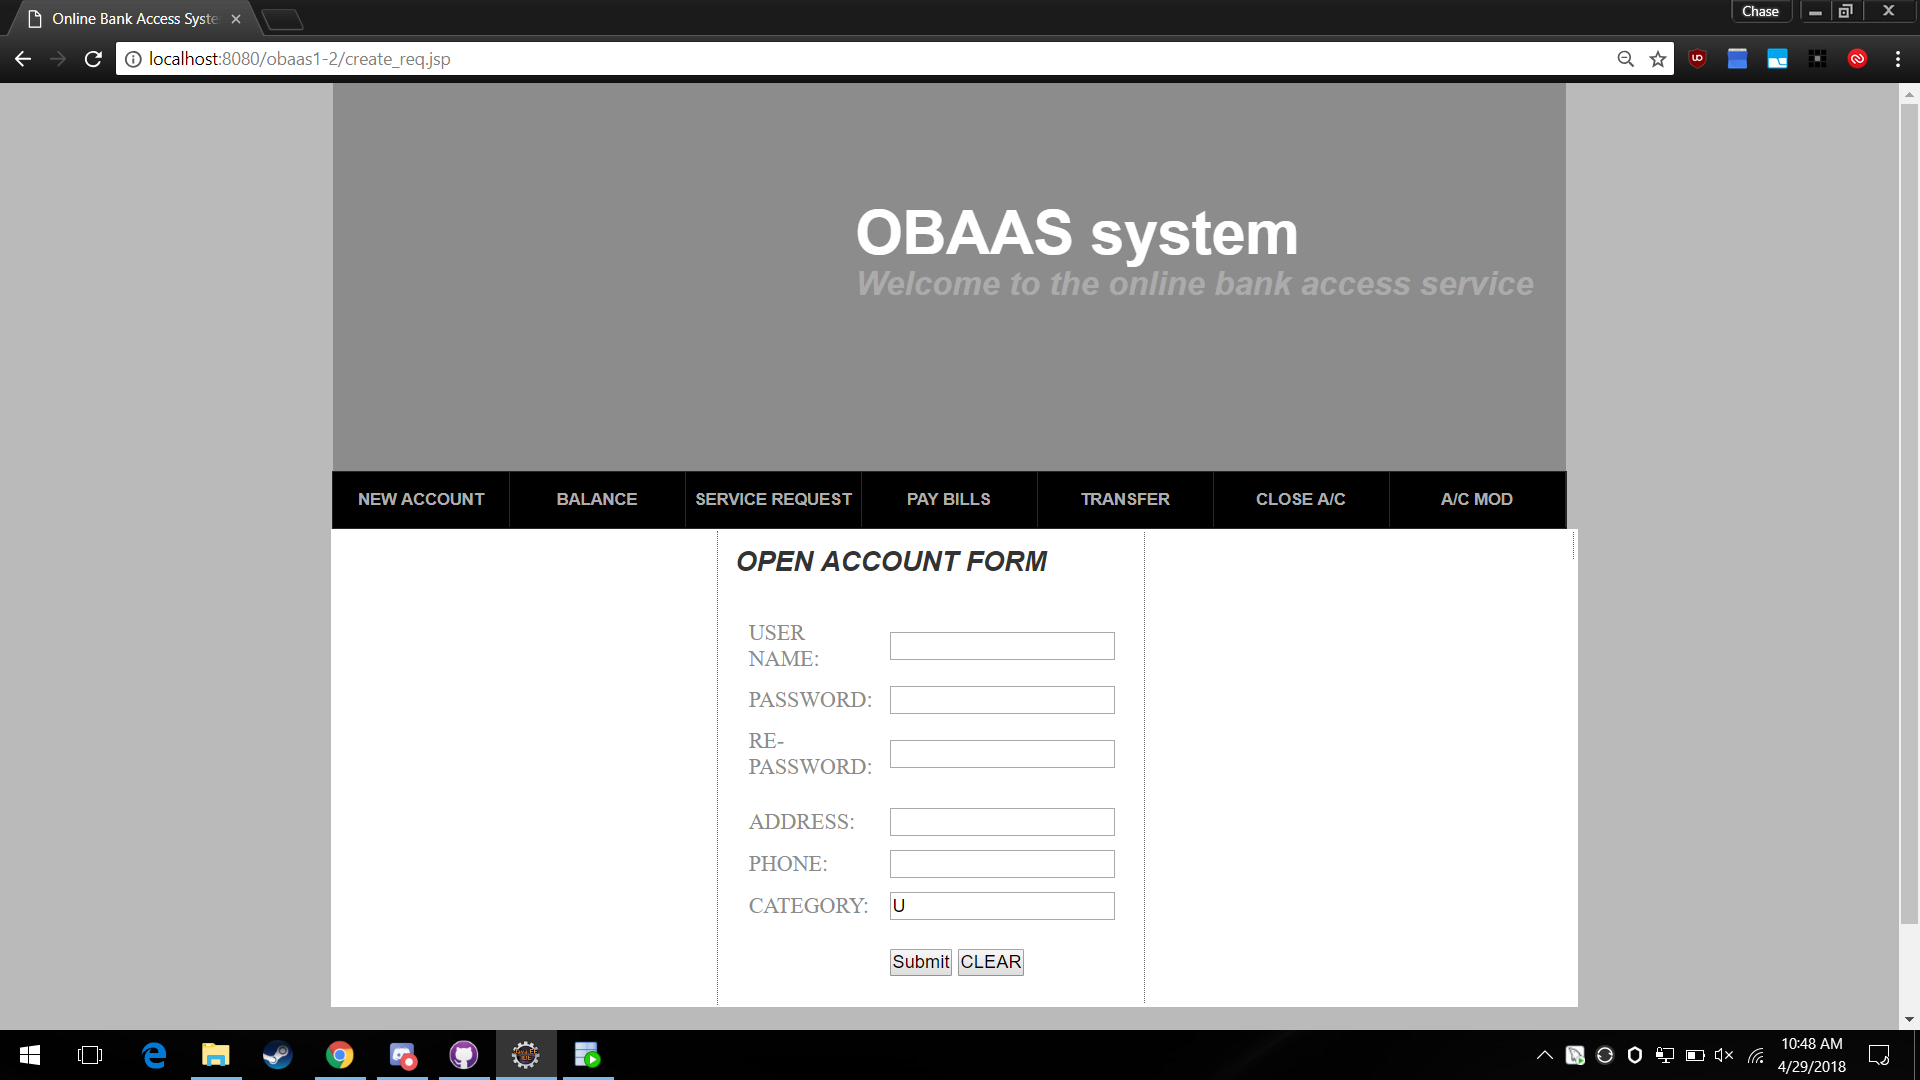 Online Bank Access Syste
Chase
localhost:8080/obaas1-2/create_req.jsp
OBAAS system
Welcome to the online bank access service
NEW ACCOUNT BALANCE SERVICE REQUEST PAY BILLS TRANSFER CLOSE A/C A/C MOD
OPEN ACCOUNT FORM
USER
NAME:
PASSWORD:
RE-
PASSWORD:
ADDRESS:
PHONE:
CATEGORY: U
Submit CLEAR
10:48 AM
4/29/2018